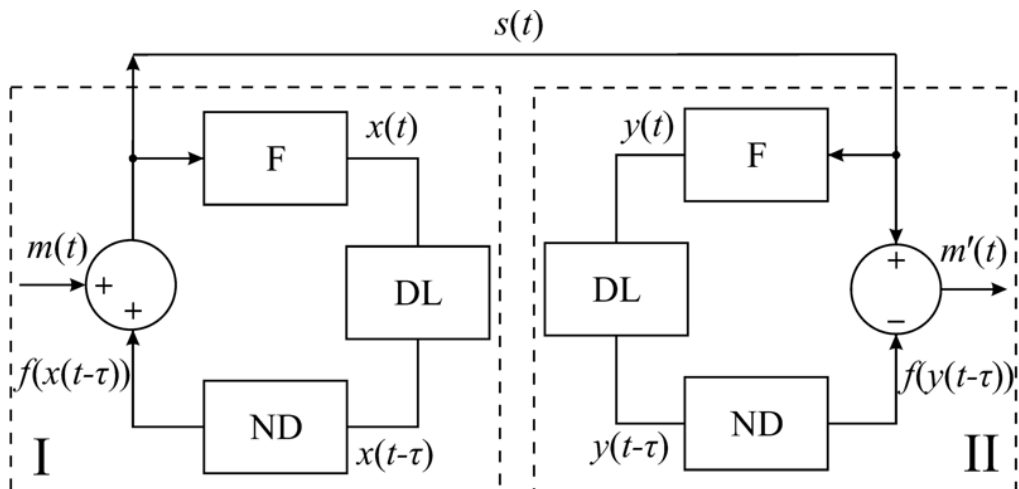 s(t)
x(t)
y(t)
F
F
m(t)
m'(t)
+
+
+
−
DL
DL
f(x(t-τ))
f(y(t-τ))
ND
ND
x(t-τ)
y(t-τ)
I
II